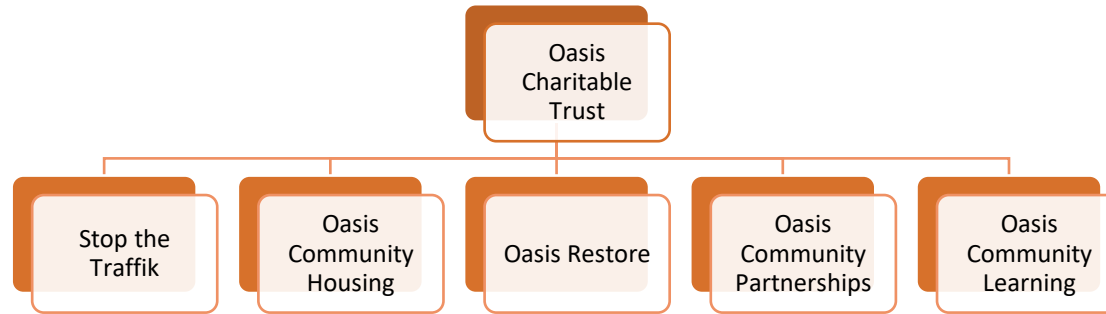 Oasis
Charitable
Trust
Stop the
Traffik
Oasis
Community
Housing
Oasis Restore
Oasis
Community
Partnerships
Oasis
Community
Learning